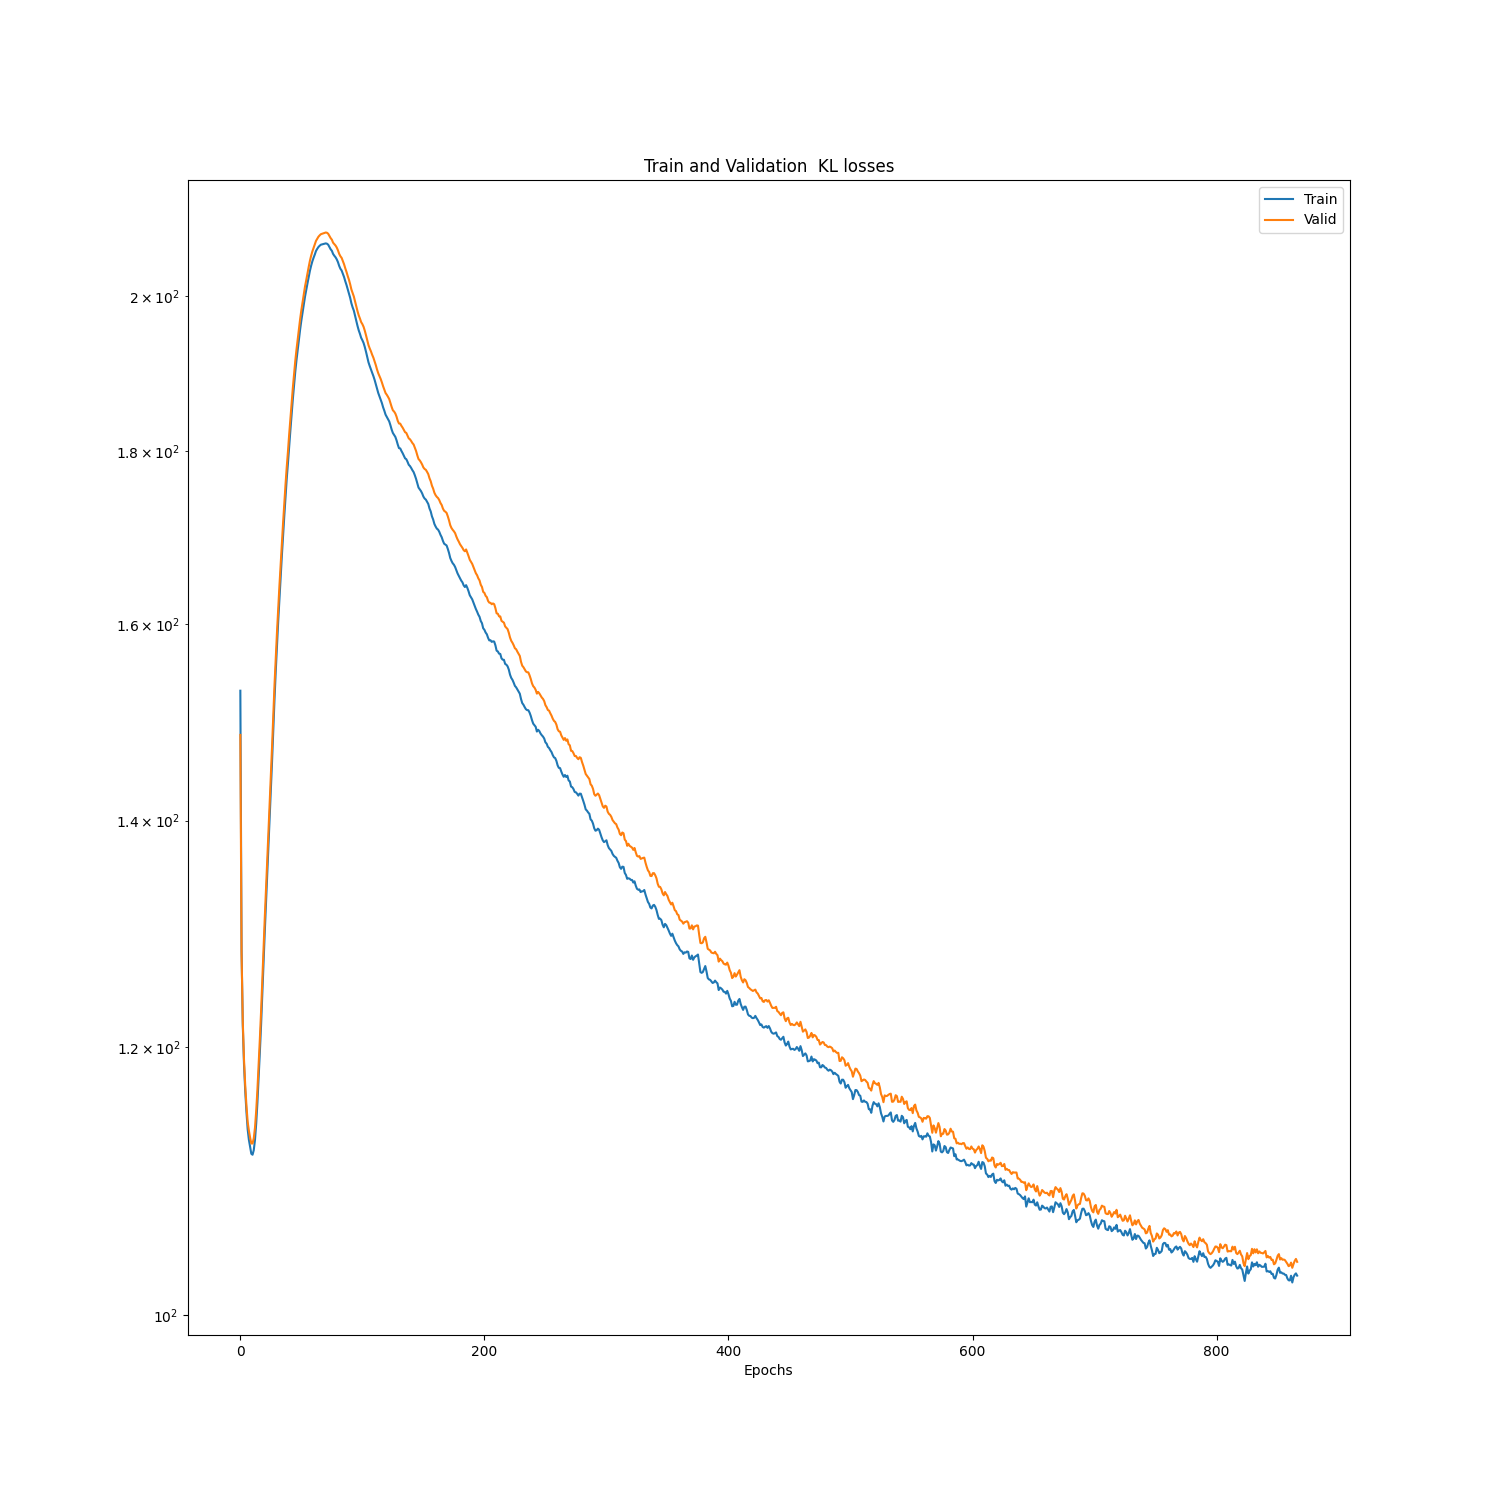 Train and Validation  KL losses
Train
Valid
2 × 10²
1.8 × 10²
1.6 × 10²
1.4 × 10²
1.2 × 10²
10²
0 200 400 600 800
Epochs